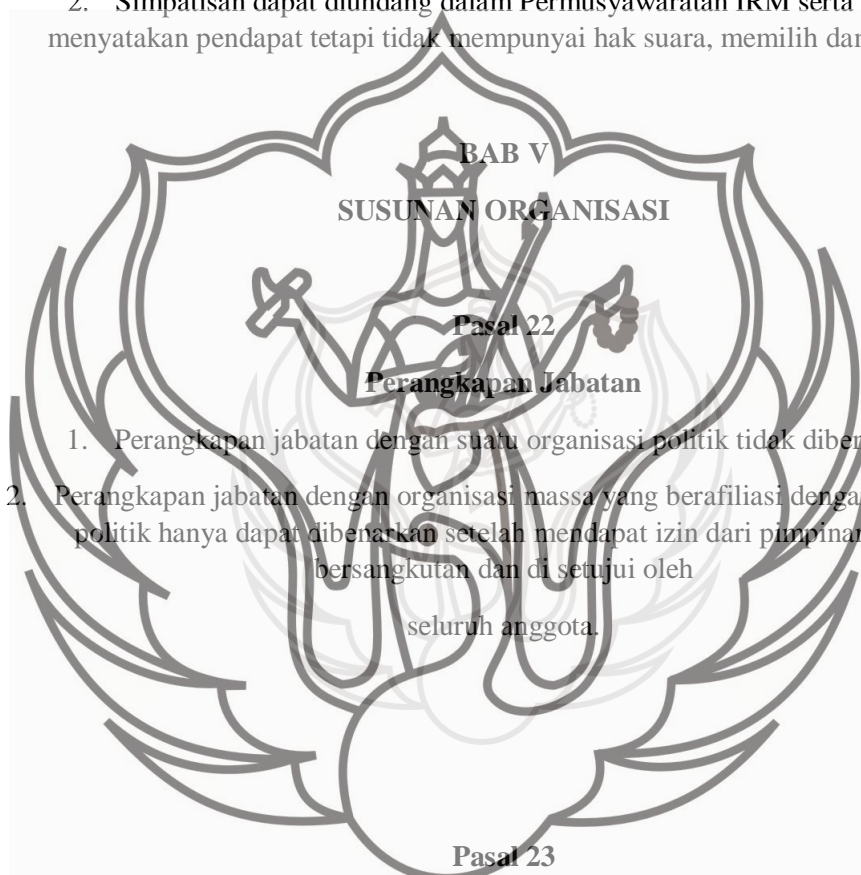 2. Simpatisan dapat diundang dalam Permusyawaratan IRM serta
menyatakan pendapat tetapi tidak mempunyai hak suara, memilih dan
BAB V
SUSUNAN ORGANISASI
Pasal 22
Perangkapan Jabatan
1. Perangkapan jabatan dengan suatu organisasi politik tidak diben
2. Perangkapan jabatan dengan organisasi massa yang berafiliasi denga
politik hanya dapat dibenarkan setelah mendapat izin dari pimpinan
bersangkutan dan di setujui oleh
seluruh anggota.
Pasal 23